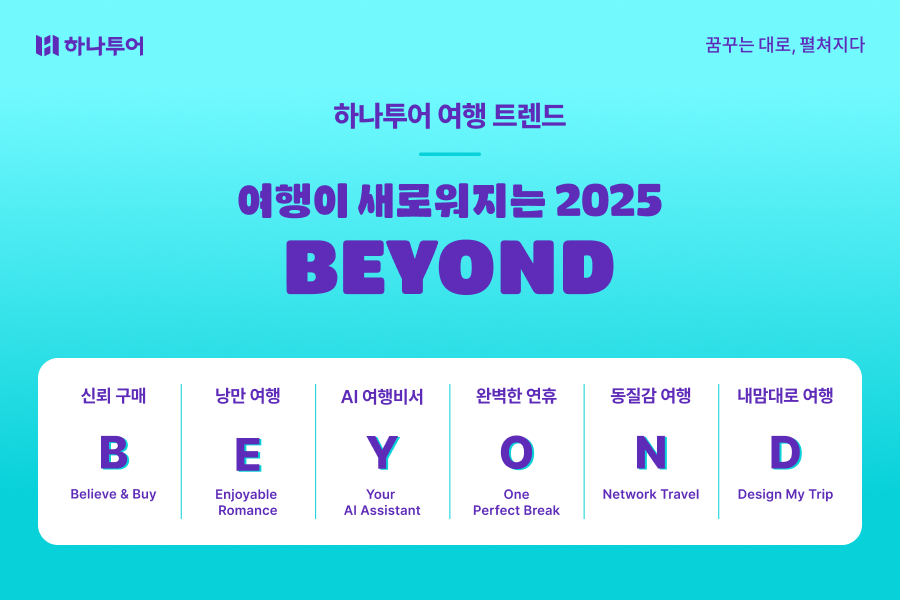 하나투어
꿈꾸는 대로, 펼쳐지다
하나투어 여행 트렌드
여행이 새로워지는 2025
BEYOND
신뢰 구매
B
Believe & Buy
낭만 여행
E
Enjoyable
Romance
AI 여행비서
Y
Your
AI Assistant
완벽한 연휴
O
One
Perfect Break
동질감 여행
N
Network Travel
내맘대로 여행
D
Design My Trip